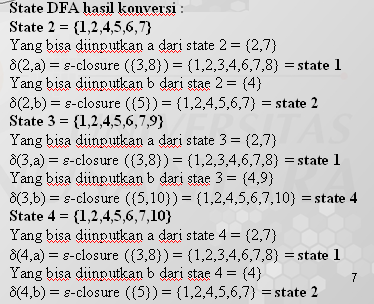 State DFA hasil konversi :
State 2 = {1,2,4,5,6,7}
Yang bisa diinputkan a dari state 2 = {2,7}
δ(2,a) = ε-closure ((3,8}) = {1,2,3,4,6,7,8} = state 1
Yang bisa diinputkan b dari stae 2 = {4}
δ(2,b) = ε-closure ((5}) = {1,2,4,5,6,7} = state 2
State 3 = {1,2,4,5,6,7,9}
Yang bisa diinputkan a dari state 3 = {2,7}
δ(3,a) = ε-closure ((3,8}) = {1,2,3,4,6,7,8} = state 1
Yang bisa diinputkan b dari stae 3 = {4,9}
δ(3,b) = ε-closure ((5,10}) = {1,2,4,5,6,7,10} = state 4
State 4 = {1,2,4,5,6,7,10}
Yang bisa diinputkan a dari state 4 = {2,7}
δ(4,a) = ε-closure ((3,8}) = {1,2,3,4,6,7,8} = state 1
Yang bisa diinputkan b dari stae 4 = {4}
7
δ(4,b) = ε-closure ((5}) = {1,2,4,5,6,7} = state 2